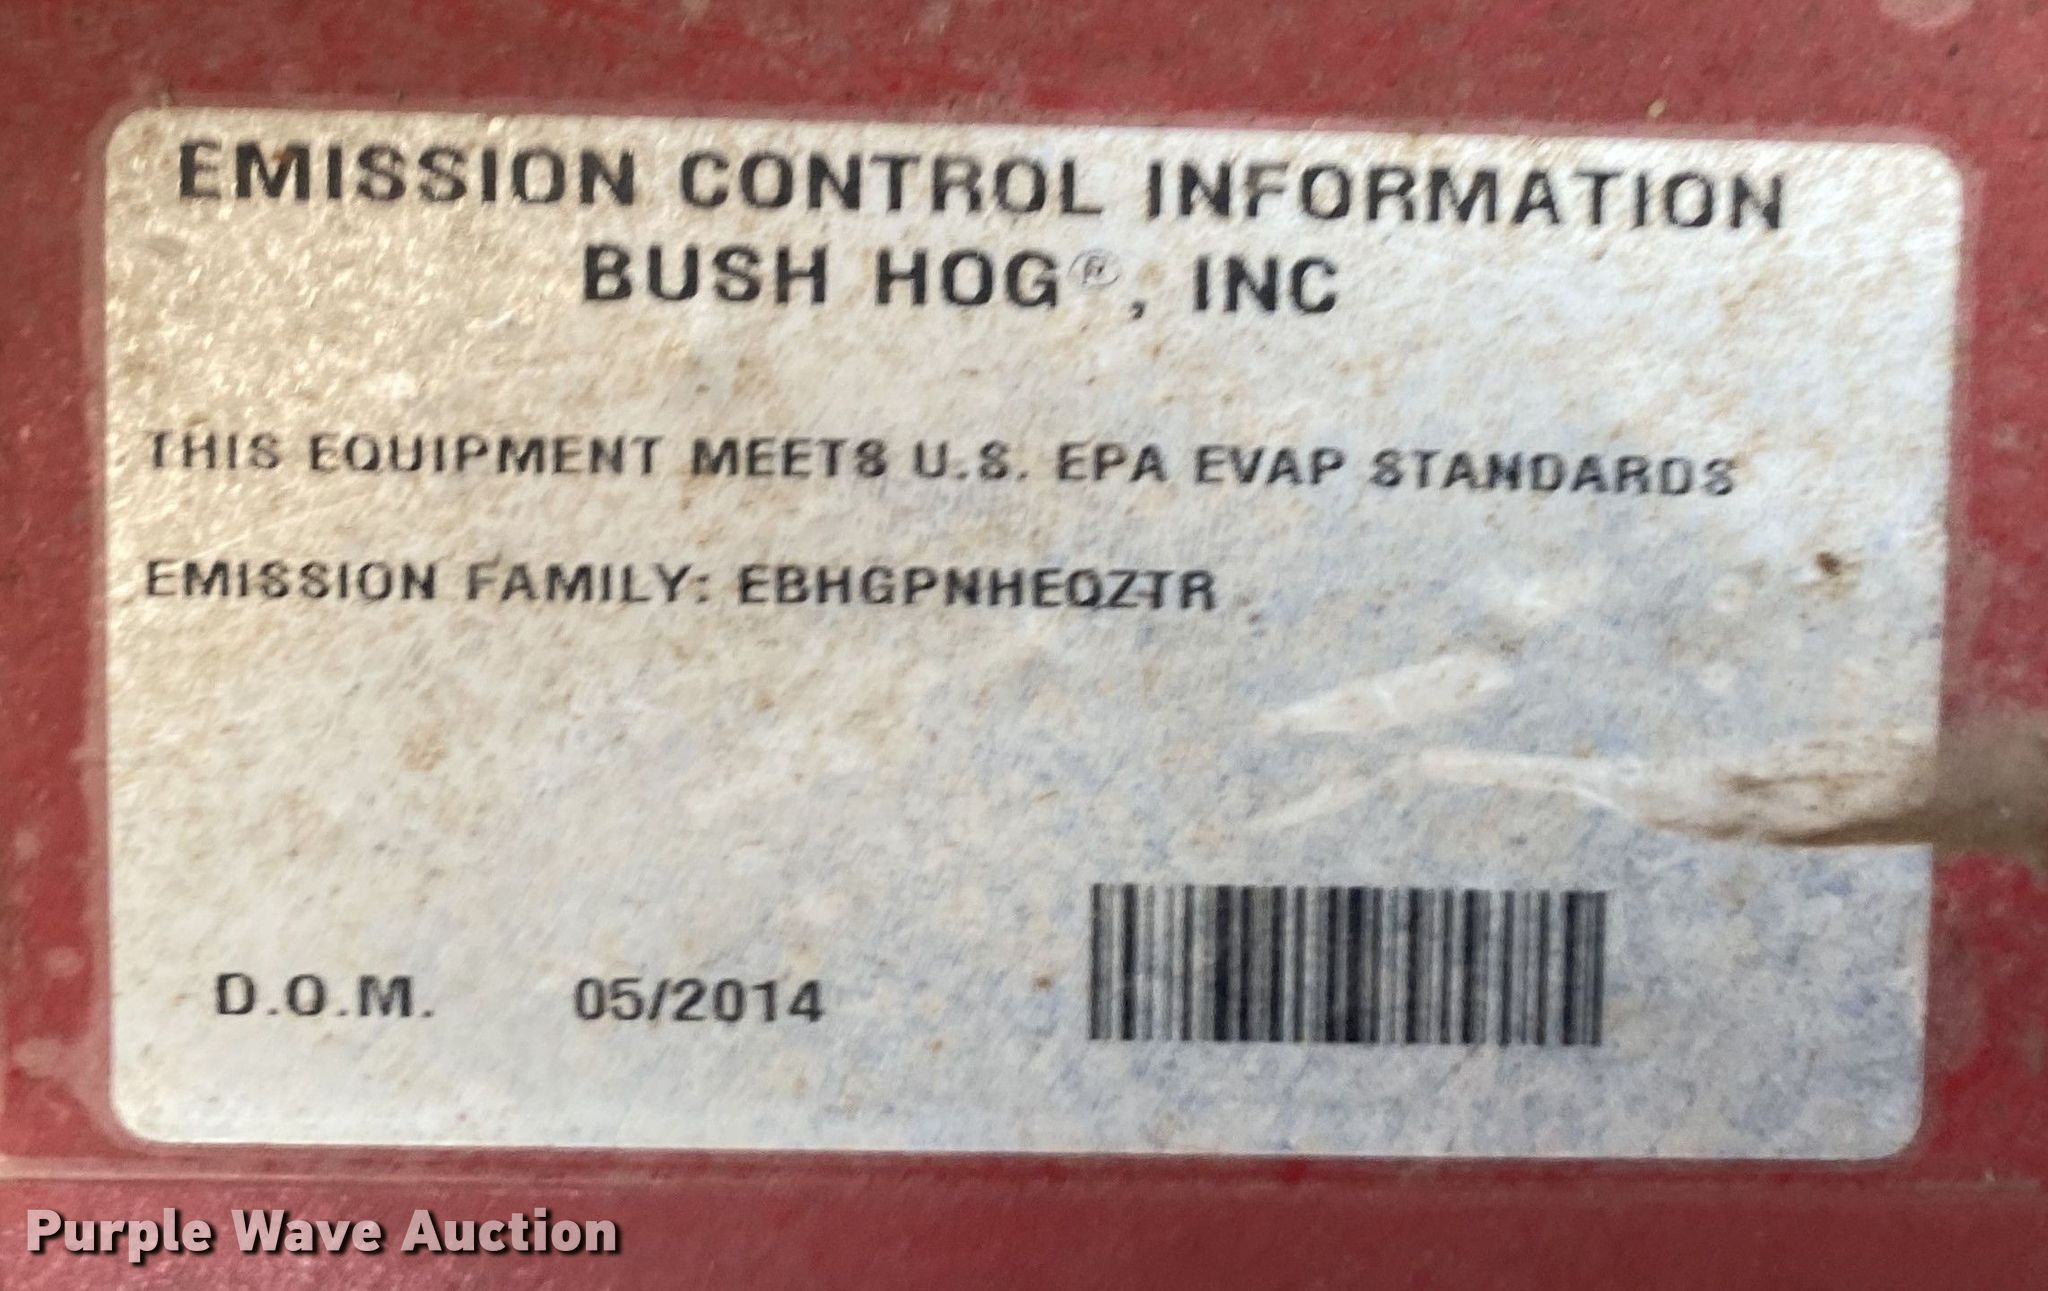 EMISSION CONTROL INFORMATION
BUSH HOG®, INC
THIS EQUIPMENT MEETS U.S. EPA EVAP STANDARDS
EMISSION FAMILY: EBHGPNHEQZTR
D.O.M. 05/2014
Purple Wave Auction